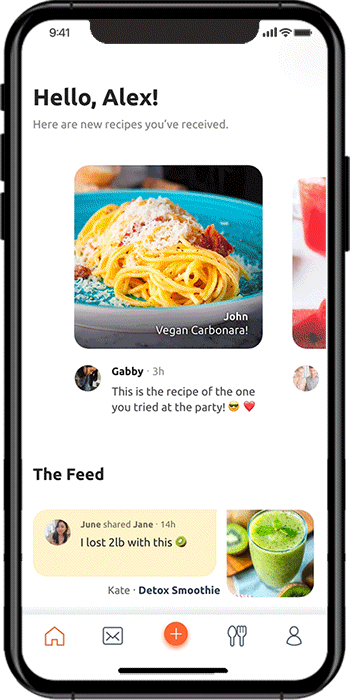 9:41
Hello, Alex!
Here are new recipes you’ve received.
John
Vegan Carbonara!
Gabby · 3h
This is the recipe of the one
you tried at the party! 😎 ❤️
The Feed
June shared Jane · 14h
I lost 2lb with this 🥝
Kate · Detox Smoothie